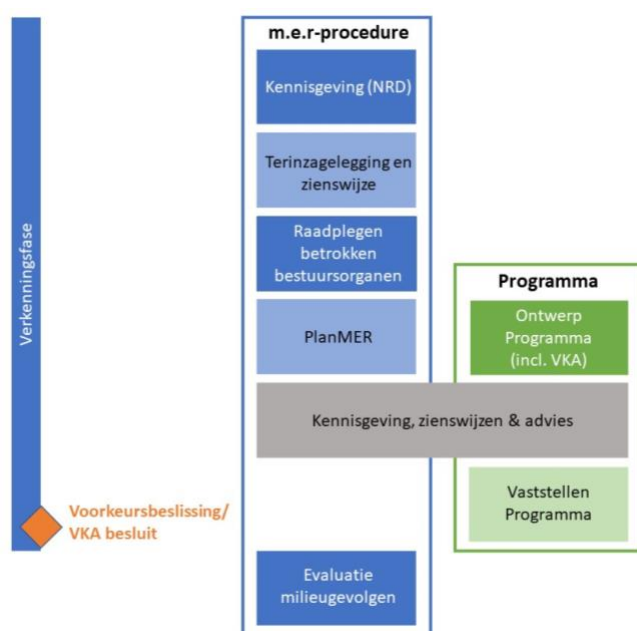 m.e.r-procedure
Kennisgeving (NRD)
Terinzagelegging en
zienswijze
Raadplegen
betrokken
bestuursorganen
PlanMER
Programma
Ontwerp
Programma
(incl. VKA)
Kennisgeving, zienswijzen & advies
Vaststellen
Programma
Verkenningsfase
Voorkeursbeslissing/
VKA besluit
Evaluatie
milieugevolgen